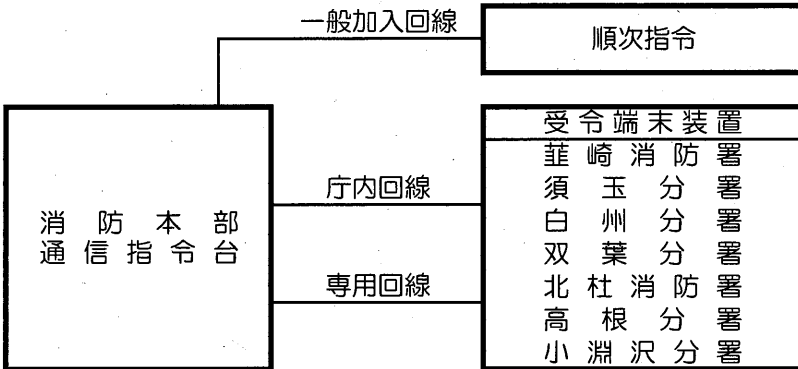 一般加入回線
順次指令
消防本部
通信指令台
庁内回線
専用回線
受令端末装置
韮崎消防署
須玉分署
白州分署
双葉分署
北杜消防署
高根分署
小淵沢分署